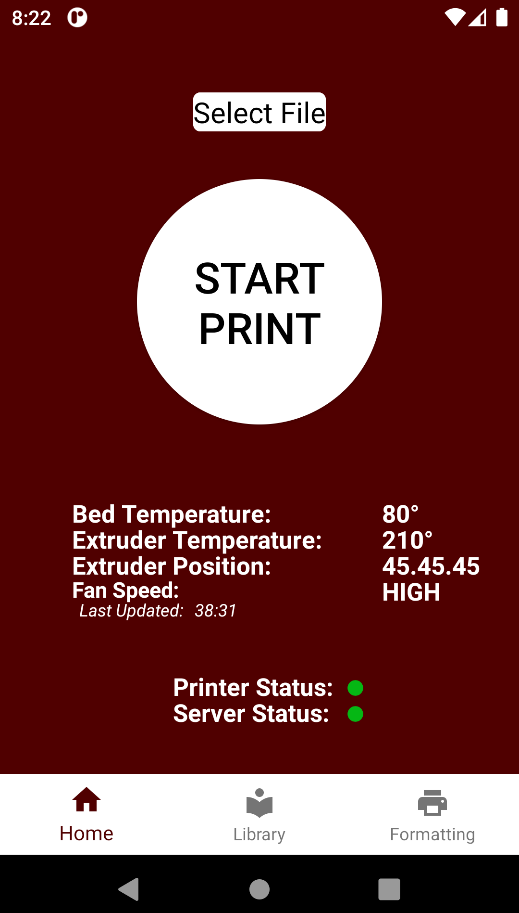 8:22
Select File
START
PRINT
Bed Temperature: 80°
Extruder Temperature: 210°
Extruder Position: 45.45.45
Fan Speed: HIGH
Last Updated: 38:31
Printer Status:
Server Status:
Home Library Formatting